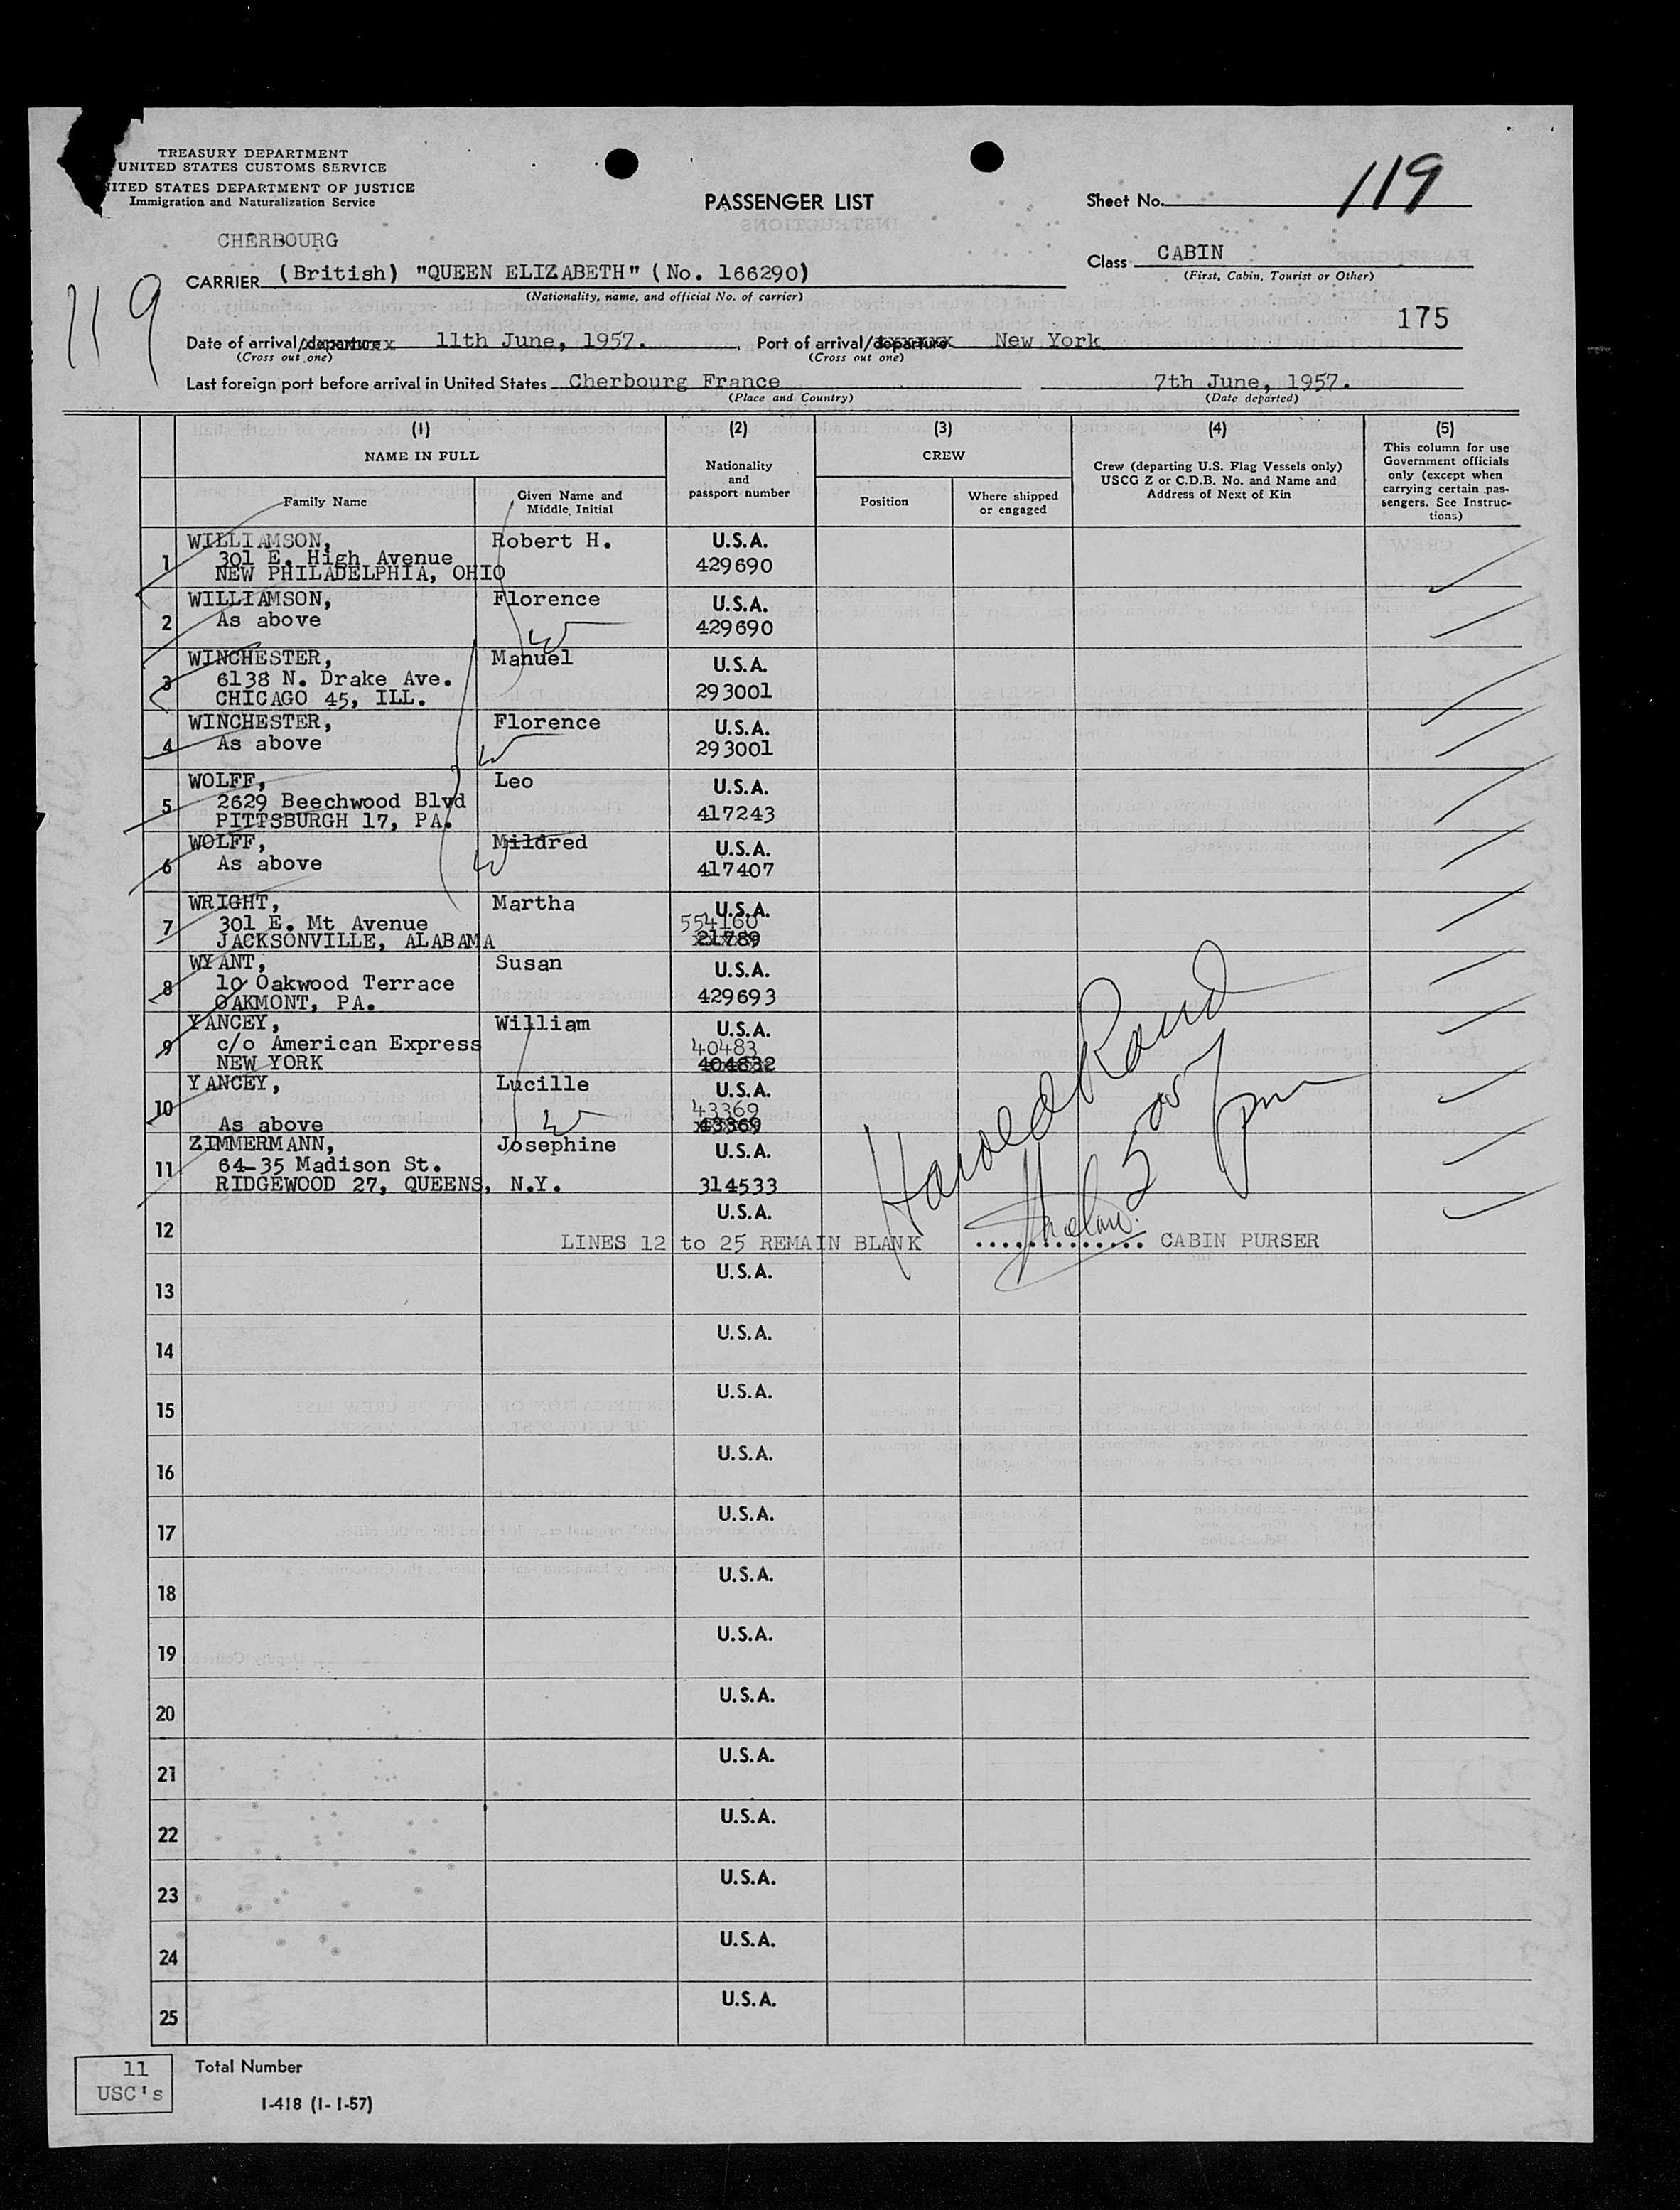 TREASURY DEPARTMENT
UNITED STATES CUSTOMS SERVICE
ITED STATES DEPARTMENT OF JUSTICE
Immigration and Naturalization Service
PASSENGER LIST
Sheet No. 119
CHERBOURG
Class CABIN
(First, Cabin, Tourist or Other)
CARRIER (British) "QUEEN ELIZABETH" (No. 166290)
(Nationality, name, and official No. of carrier)
119
175
Date of arrival/departure 11th June, 1957. Port of arrival/departure New York
(Cross out one) (Cross out one)
Last foreign port before arrival in United States Cherbourg France 7th June, 1957.
(Place and Country) (Date departed)
(1) (2) (3) (4) (5)
NAME IN FULL
Family Name
Given Name and
Middle Initial
Nationality
and
passport number
CREW
Position
Where shipped
or engaged
Crew (departing U.S. Flag Vessels only)
USCG Z or C.D.B. No. and Name and
Address of Next of Kin
This column for use
Government officials
only (except when
carrying certain pas-
sengers. See Instruc-
tions)
1 WILLIAMSON, Robert H. U.S.A.
301 E. High Avenue 429690
NEW PHILADELPHIA, OHIO
2 WILLIAMSON, Florence U.S.A.
As above 429690
3 WINCHESTER, Manuel U.S.A.
6138 N. Drake Ave.
CHICAGO 45, ILL. 293001
4 WINCHESTER, Florence U.S.A.
As above 293001
5 WOLFF, Leo U.S.A.
2629 Beechwood Blvd
PITTSBURGH 17, PA. 417243
6 WOLFF, Mildred U.S.A.
As above 417407
7 WRIGHT, Martha U.S.A.
301 E. Mt Avenue 554160
JACKSONVILLE, ALABAMA 21789
8 WYANT, Susan U.S.A.
10 Oakwood Terrace
OAKMONT, PA. 429693
9 YANCEY, William U.S.A.
c/o American Express 40483
NEW YORK 404832
10 YANCEY, Lucille U.S.A.
43369
As above 43369
11 ZIMMERMANN, Josephine U.S.A.
64-35 Madison St.
RIDGEWOOD 27, QUEENS, N.Y. 314533
Harold Rand
500
pm
12 U.S.A.
LINES 12 to 25 REMAIN BLANK .............. CABIN PURSER
13 U.S.A.
14 U.S.A.
15 U.S.A.
16 U.S.A.
17 U.S.A.
18 U.S.A.
19 U.S.A.
20 U.S.A.
21 U.S.A.
22 U.S.A.
23 U.S.A.
24 U.S.A.
25 U.S.A.
11
USC's
Total Number
I-418 (1-1-57)